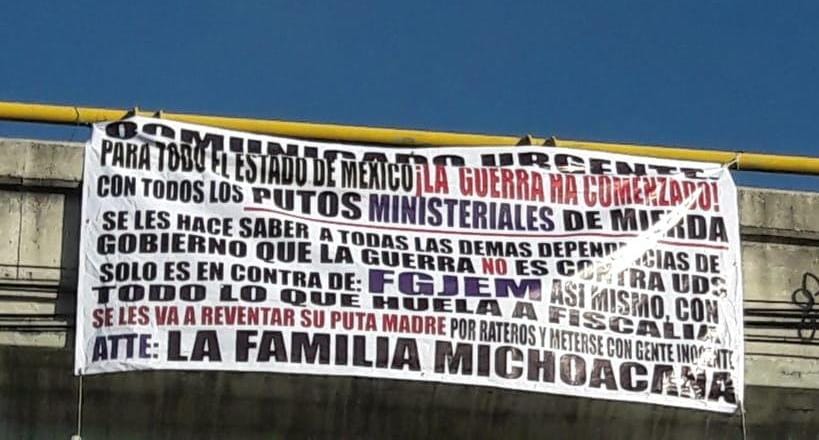 COMUNICADO URGENTE
PARA TODO EL ESTADO DE MEXICO ¡LA GUERRA HA COMENZADO!
CON TODOS LOS PUTOS MINISTERIALES DE MIERDA
SE LES HACE SABER A TODAS LAS DEMAS DEPENDENCIAS DE
GOBIERNO QUE LA GUERRA NO ES CONTRA UDS
SOLO ES EN CONTRA DE: FGJEM ASI MISMO, CON
TODO LO QUE HUELA A FISCALIA
SE LES VA A REVENTAR SU PUTA MADRE POR RATEROS Y METERSE CON GENTE INOCENTE
ATTE: LA FAMILIA MICHOACANA